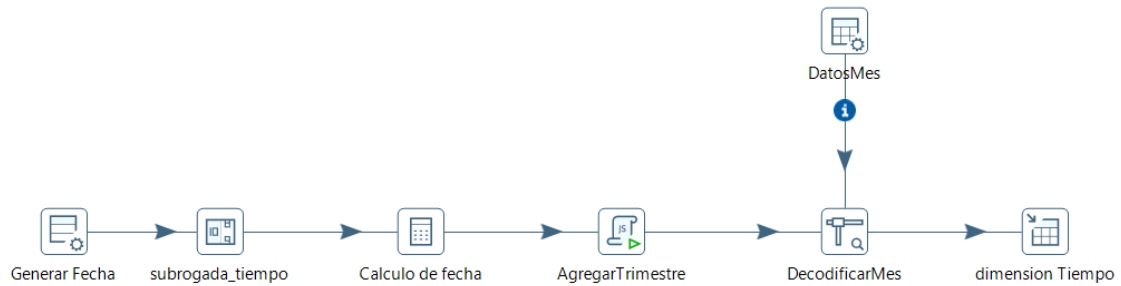 DatosMes
Generar Fecha
subrogada_tiempo
Calculo de fecha
AgregarTrimestre
DecodificarMes
dimension Tiempo